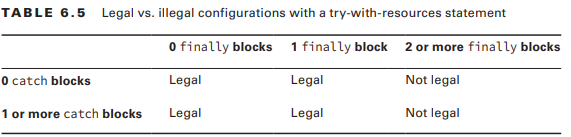 TABLE 6.5 Legal vs. illegal configurations with a try-with-resources statement
0 finally blocks 1 finally block 2 or more finally blocks
0 catch blocks Legal Legal Not legal
1 or more catch blocks Legal Legal Not legal